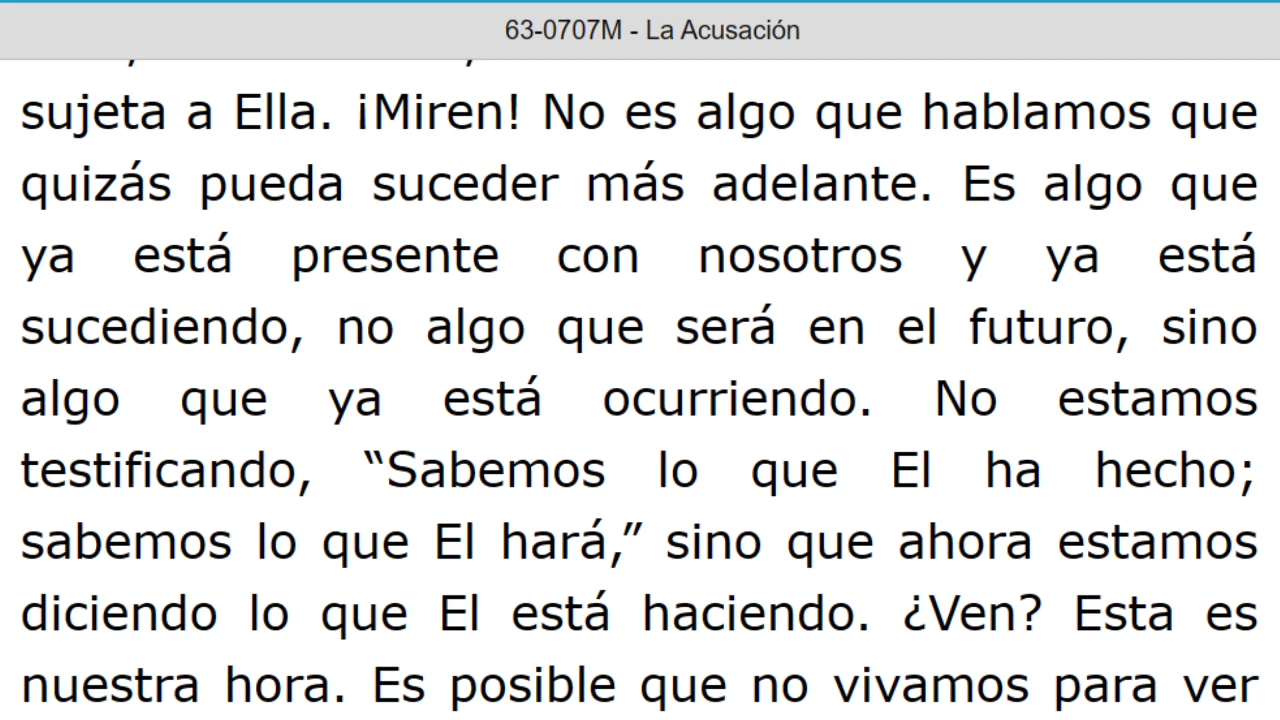 63-0707M - La Acusación
sujeta a Ella. ¡Miren! No es algo que hablamos que
quizás pueda suceder más adelante. Es algo que
ya está presente con nosotros y ya está
sucediendo, no algo que será en el futuro, sino
algo que ya está ocurriendo. No estamos
testificando, “Sabemos lo que El ha hecho;
sabemos lo que El hará,” sino que ahora estamos
diciendo lo que El está haciendo. ¿Ven? Esta es
nuestra hora. Es posible que no vivamos para ver